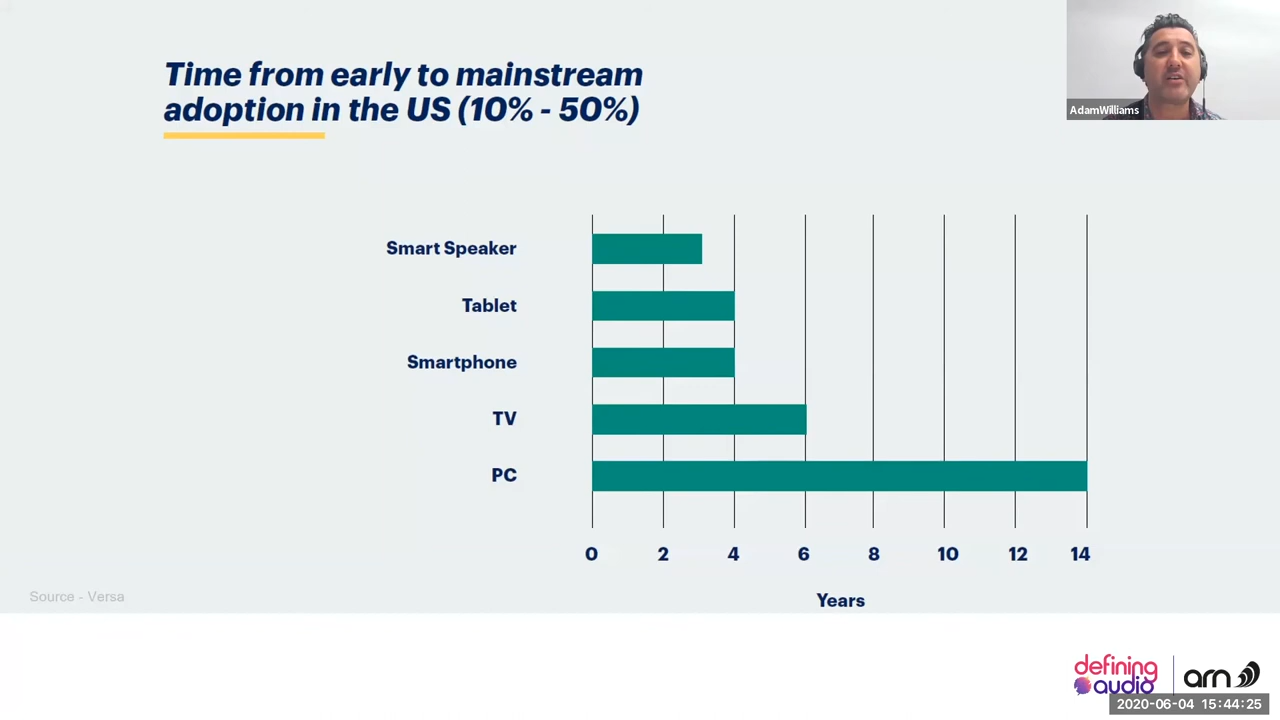 Time from early to mainstream
adoption in the US (10% - 50%)
AdamWilliams
Smart Speaker
Tablet
Smartphone
TV
PC
0 2 4 6 8 10 12 14
Years
Source - Versa
defining
audio
arn
2020-06-04 15:44:25